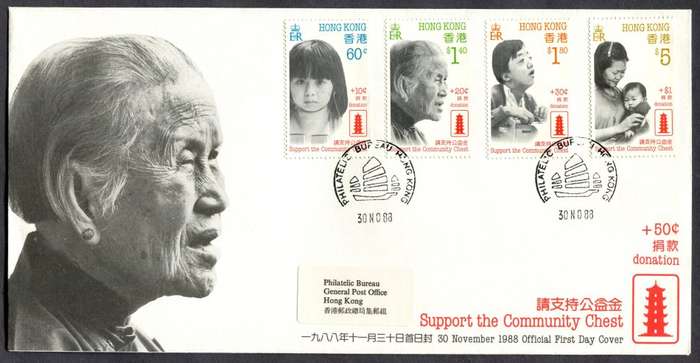 HONG KONG
香港
60¢
+10¢
捐款
donation
請支持公益金
Support the Community Chest
HONG KONG
香港
$1.40
+20¢
捐款
donation
請支持公益金
Support the Community Chest
HONG KONG
香港
$1.80
+30¢
捐款
donation
請支持公益金
Support the Community Chest
HONG KONG
香港
$5
+$1
捐款
donation
請支持公益金
Support the Community Chest
PHILATELIC BUREAU HONG KONG
30 NO 88
PHILATELIC BUREAU HONG KONG
30 NO 88
+50¢
捐款
donation
Philatelic Bureau
General Post Office
Hong Kong
香港郵政總局集郵組
請支持公益金
Support the Community Chest
一九八八年十一月三十日首日封 30 November 1988 Official First Day Cover